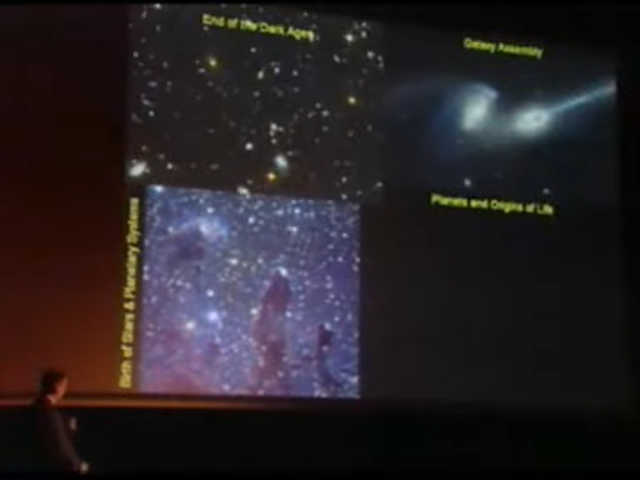 End of the Dark Ages
Galaxy Assembly
Birth of Stars & Planetary Systems
Planets and Origins of Life